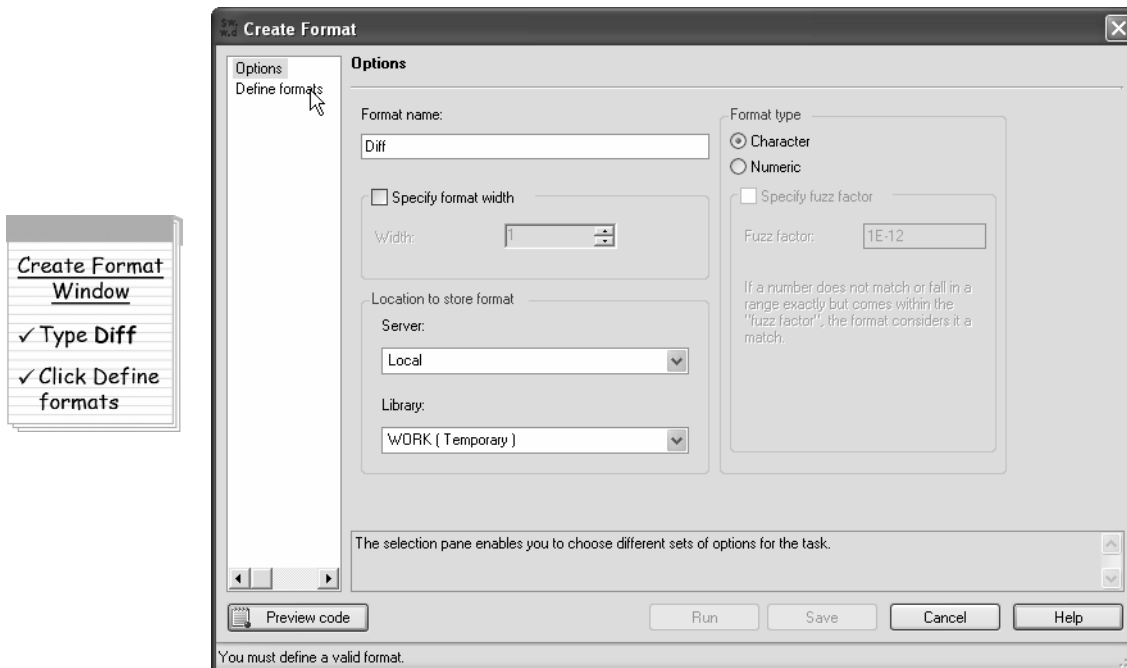 Create Format
Window
✓ Type Diff
✓ Click Define
formats
Create Format
Options
Define formats
Options
Format name:
Diff
Specify format width
Width:
1
Location to store format
Server:
Local
Library:
WORK ( Temporary )
Format type
Character
Numeric
Specify fuzz factor
Fuzz factor:
1E-12
If a number does not match or fall in a
range exactly but comes within the
"fuzz factor", the format considers it a
match.
The selection pane enables you to choose different sets of options for the task.
Preview code
Run
Save
Cancel
Help
You must define a valid format.